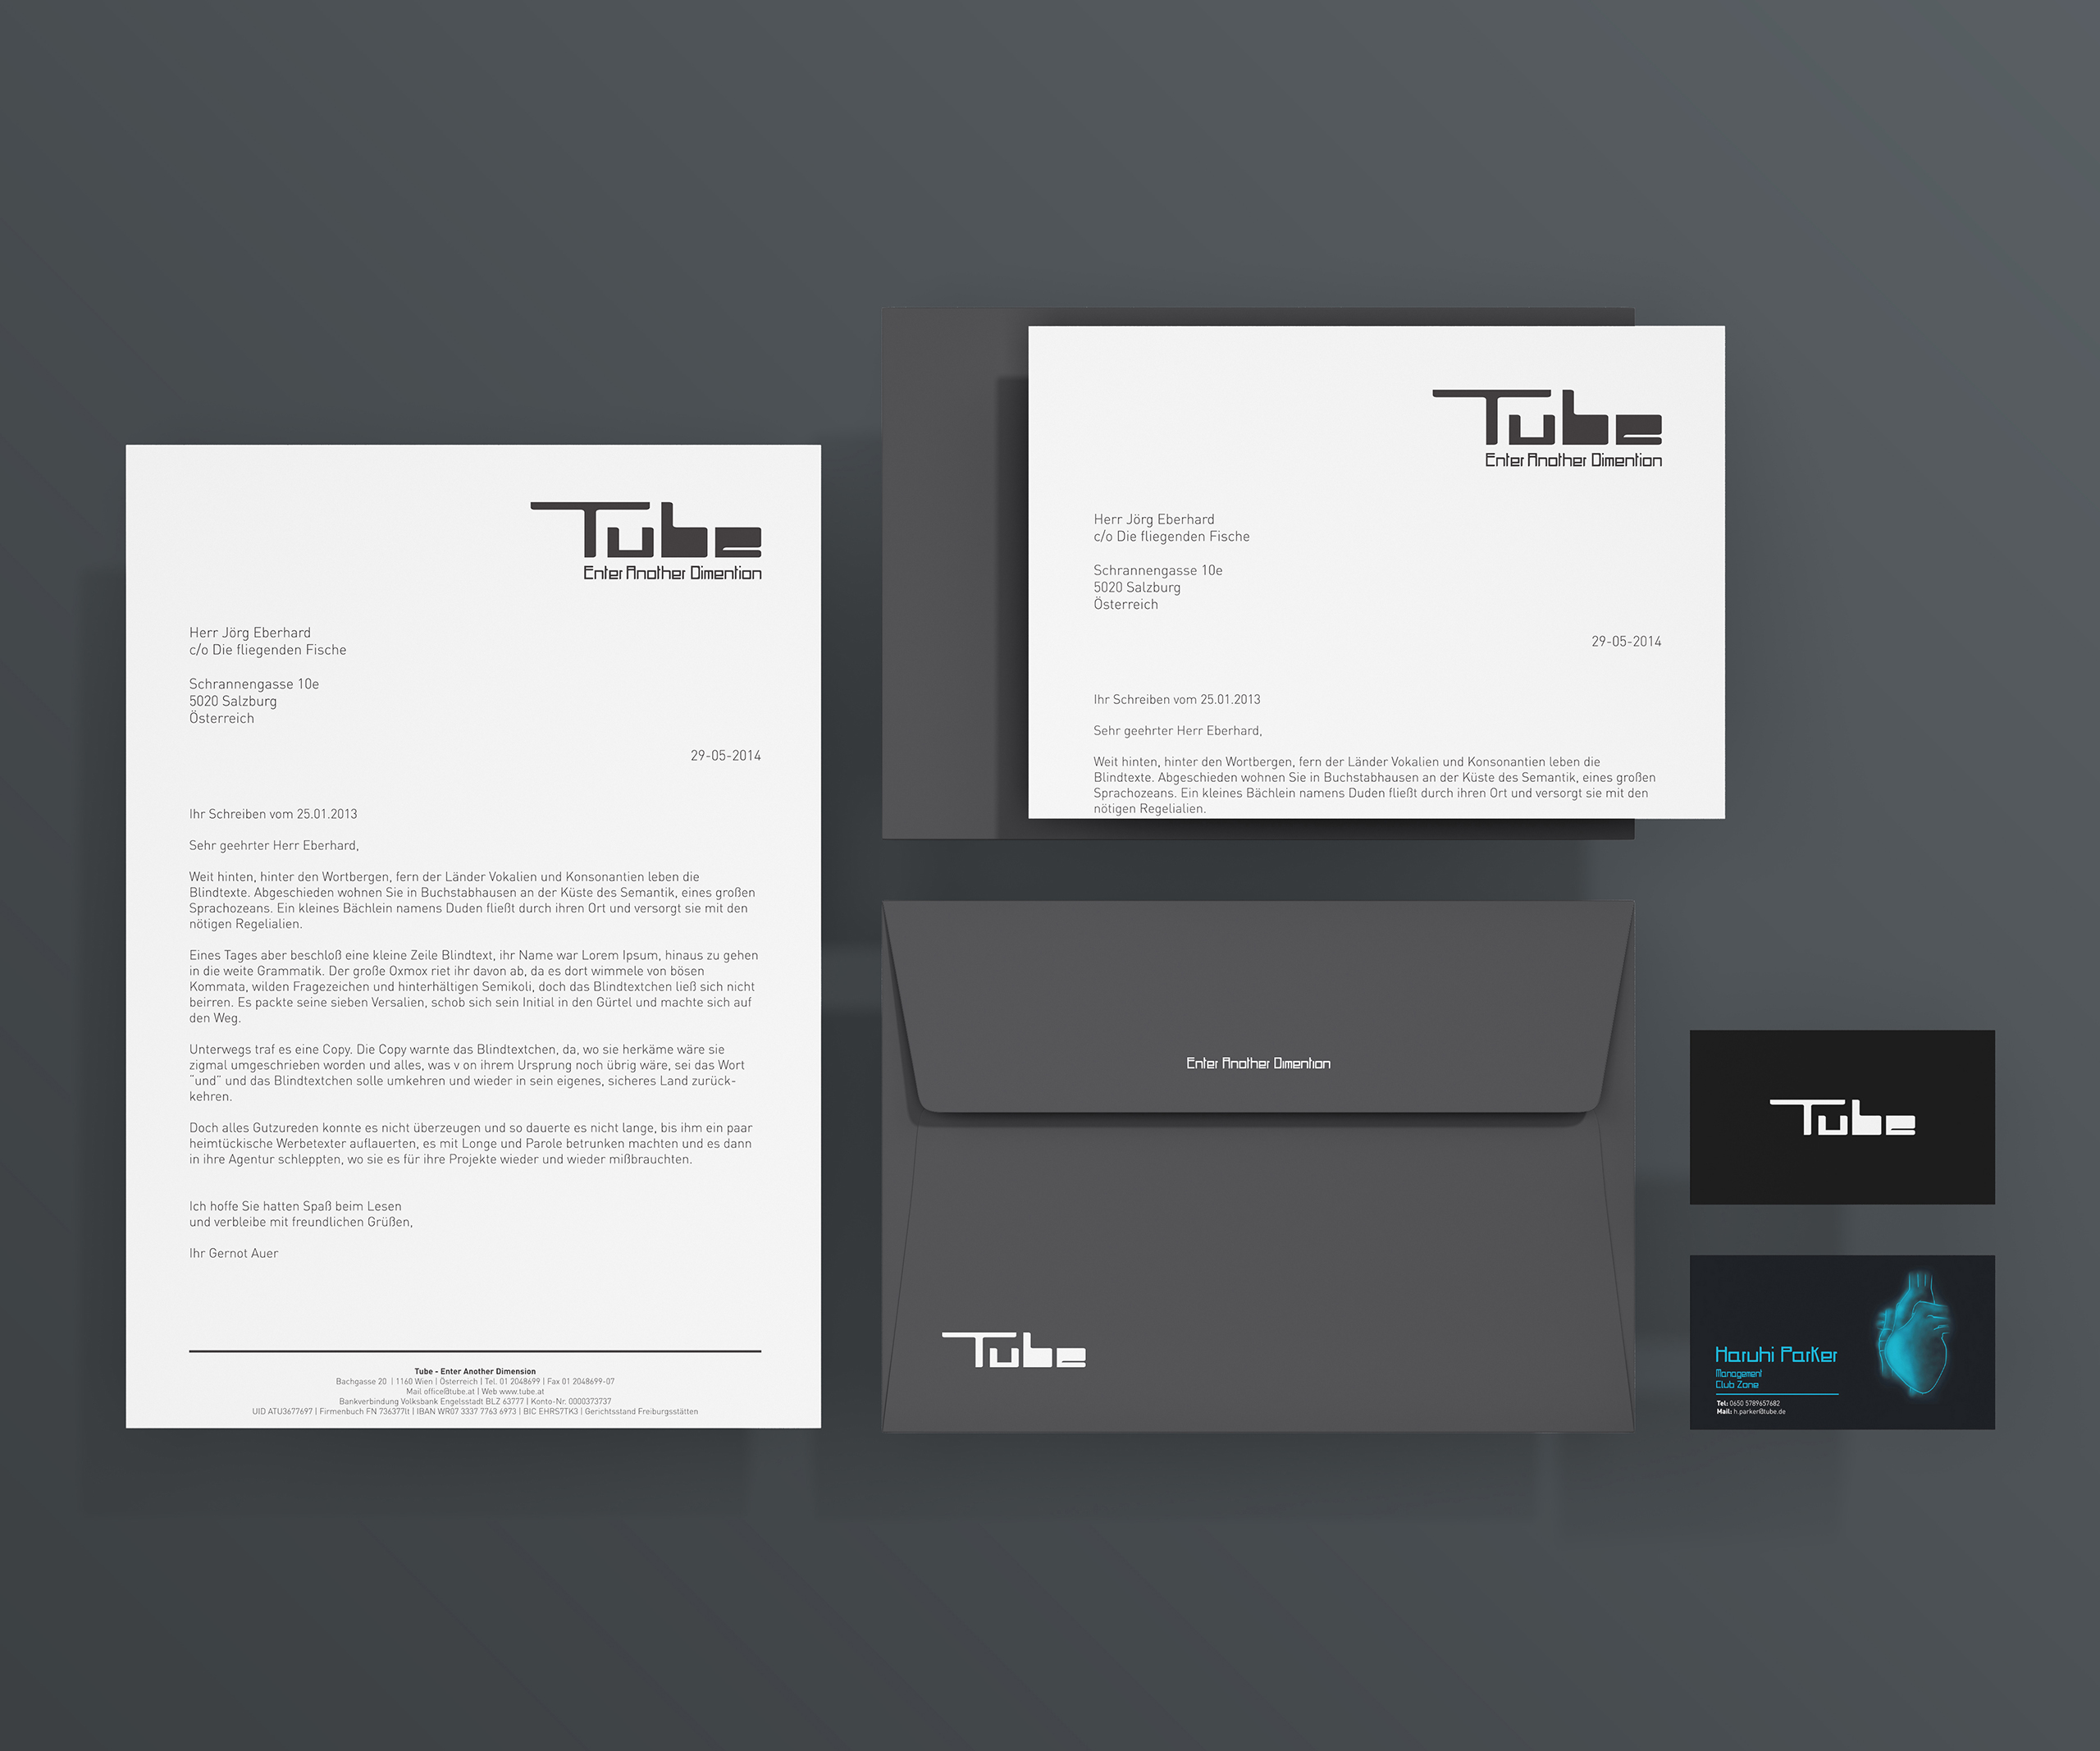 Tube
Enter Another Dimention
Herr Jörg Eberhard
c/o Die fliegenden Fische
Schrannengasse 10e
5020 Salzburg
Österreich
29-05-2014
Ihr Schreiben vom 25.01.2013
Sehr geehrter Herr Eberhard,
Weit hinten, hinter den Wortbergen, fern der Länder Vokalien und Konsonantien leben die
Blindtexte. Abgeschieden wohnen Sie in Buchstabhausen an der Küste des Semantik, eines großen
Sprachozeans. Ein kleines Bächlein namens Duden fließt durch ihren Ort und versorgt sie mit den
nötigen Regelialien.
Eines Tages aber beschloß eine kleine Zeile Blindtext, ihr Name war Lorem Ipsum, hinaus zu gehen
in die weite Grammatik. Der große Oxmox riet ihr davon ab, da es dort wimmele von bösen
Kommata, wilden Fragezeichen und hinterhältigen Semikoli, doch das Blindtextchen ließ sich nicht
beirren. Es packte seine sieben Versalien, schob sich sein Initial in den Gürtel und machte sich auf
den Weg.
Unterwegs traf es eine Copy. Die Copy warnte das Blindtextchen, da, wo sie herkäme wäre sie
zigmal umgeschrieben worden und alles, was v on ihrem Ursprung noch übrig wäre, sei das Wort
"und" und das Blindtextchen solle umkehren und wieder in sein eigenes, sicheres Land zurück-
kehren.
Doch alles Gutzureden konnte es nicht überzeugen und so dauerte es nicht lange, bis ihm ein paar
heimtückische Werbetexter auflauerten, es mit Longe und Parole betrunken machten und es dann
in ihre Agentur schleppten, wo sie es für ihre Projekte wieder und wieder mißbrauchten.
Ich hoffe Sie hatten Spaß beim Lesen
und verbleibe mit freundlichen Grüßen,
Ihr Gernot Auer
Tube - Enter Another Dimension
Bachgasse 20 | 1160 Wien | Österreich | Tel. 01 2048699 | Fax 01 2048699-07
Mail office@tube.at | Web www.tube.at
Bankverbindung Volksbank Engelsstadt BLZ 63777 | Konto-Nr. 0000373737
UID ATU3677697 | Firmenbuch FN 736377lt | IBAN WR07 3337 7763 6973 | BIC EHRS7TK3 | Gerichtsstand Freiburgsstätten
Tube
Enter Another Dimention
Herr Jörg Eberhard
c/o Die fliegenden Fische
Schrannengasse 10e
5020 Salzburg
Österreich
29-05-2014
Ihr Schreiben vom 25.01.2013
Sehr geehrter Herr Eberhard,
Weit hinten, hinter den Wortbergen, fern der Länder Vokalien und Konsonantien leben die
Blindtexte. Abgeschieden wohnen Sie in Buchstabhausen an der Küste des Semantik, eines großen
Sprachozeans. Ein kleines Bächlein namens Duden fließt durch ihren Ort und versorgt sie mit den
nötigen Regelialien.
Enter Another Dimention
Tube
Tube
Haruhi Parker
Management
Club Zone
Tel: 0650 5789657682
Mail: h.parker@tube.de